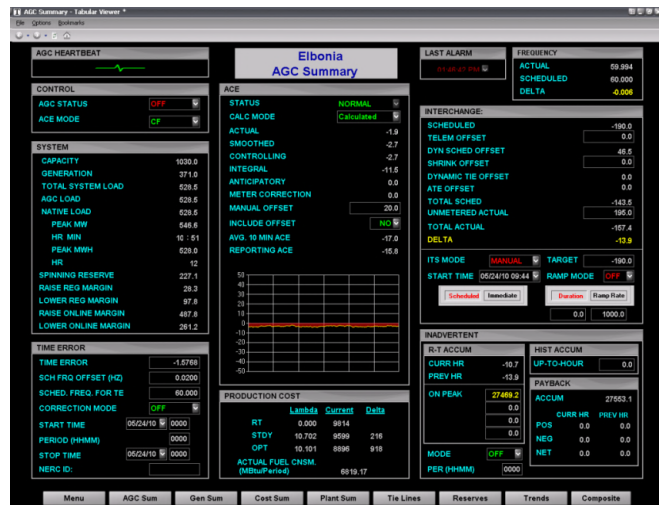 AGC Summary - Tabular Viewer *
File Options Bookmarks
AGC HEARTBEAT
Elbonia
AGC Summary
LAST ALARM
FREQUENCY
ACTUAL 59.994
SCHEDULED 60.000
DELTA -0.006
CONTROL
AGC STATUS OFF
ACE MODE CF
SYSTEM
CAPACITY 1030.0
GENERATION 371.0
TOTAL SYSTEM LOAD 528.5
AGC LOAD 528.5
NATIVE LOAD 528.5
PEAK MW 546.6
HR MIN 10 : 51
PEAK MWH 528.0
HR 12
SPINNING RESERVE 227.1
RAISE REG MARGIN 28.3
LOWER REG MARGIN 97.8
RAISE ONLINE MARGIN 487.8
LOWER ONLINE MARGIN 261.2
TIME ERROR
TIME ERROR -1.5768
SCH FRQ OFFSET (HZ) 0.0200
SCHED. FREQ. FOR TE 60.000
CORRECTION MODE OFF
START TIME 05/24/10 0000
PERIOD (HHMM) 0000
STOP TIME 05/24/10 0000
NERC ID:
ACE
STATUS NORMAL
CALC MODE Calculated
ACTUAL -1.9
SMOOTHED -2.7
CONTROLLING -2.7
INTEGRAL -11.5
ANTICIPATORY 0.0
METER CORRECTION 0.0
MANUAL OFFSET 20.0
INCLUDE OFFSET NO
AVG. 10 MIN ACE -17.0
REPORTING ACE -15.8
50
40
30
20
10
0
-10
-20
-30
-40
-50
PRODUCTION COST
Lambda Current Delta
RT 0.000 9814
STDY 10.702 9599 216
OPT 10.101 8896 918
ACTUAL FUEL CNSM.
(MBtu/Period) 6819.17
INTERCHANGE:
SCHEDULED -190.0
TELEM OFFSET 0.0
DYN SCHED OFFSET 46.5
SHRINK OFFSET 0.0
DYNAMIC TIE OFFSET 0.0
ATE OFFSET 0.0
TOTAL SCHED -143.5
UNMETERED ACTUAL 195.0
TOTAL ACTUAL -157.4
DELTA -13.9
ITS MODE MANUAL TARGET -190.0
START TIME 05/24/10 09:44 RAMP MODE OFF
Scheduled Immediate Duration Ramp Rate
0.0 1000.0
INADVERTENT
R-T ACCUM
CURR HR -10.7
PREV HR -13.9
ON PEAK 27469.2
0.0
0.0
0.0
MODE OFF
PER (HHMM) 0000
HIST ACCUM
UP-TO-HOUR 0.0
PAYBACK
ACCUM 27553.1
CURR HR PREV HR
POS 0.0 0.0
NEG 0.0 0.0
NET 0.0 0.0
Menu AGC Sum Gen Sum Cost Sum Plant Sum Tie Lines Reserves Trends Composite